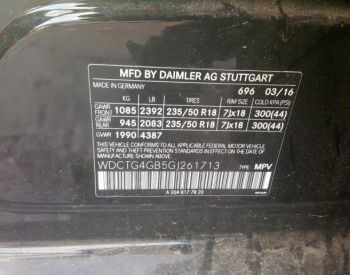 MFD BY DAIMLER AG STUTTGART
MADE IN GERMANY 696 03/16
KG LB TIRES RIM SIZE COLD KPA(PSI)
GAWR FRONT 1085 2392 235/50 R18 7Jx18 300(44)
GAWR REAR 945 2083 235/50 R18 7Jx18 300(44)
GVWR 1990 4387
THIS VEHICLE CONFORMS TO ALL APPLICABLE U.S. FEDERAL
MOTOR VEHICLE SAFETY STANDARDS IN EFFECT
ON THE DATE OF MANUFACTURE SHOWN ABOVE.
WDCTG4GB5GJ261713 TYPE: MPV